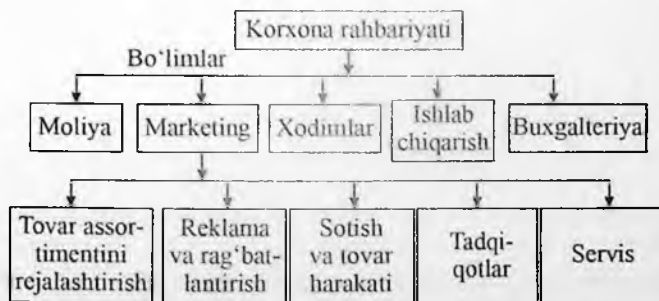 Korxona rahbariyati
Bo‘limlar
Moliya
Marketing
Xodimlar
Ishlab
chiqarish
Buxgalteriya
Tovar assor-
timentini
rejalashtirish
Reklama
va rag‘bat-
lantirish
Sotish
va tovar
harakati
Tadqi-
qotlar
Servis